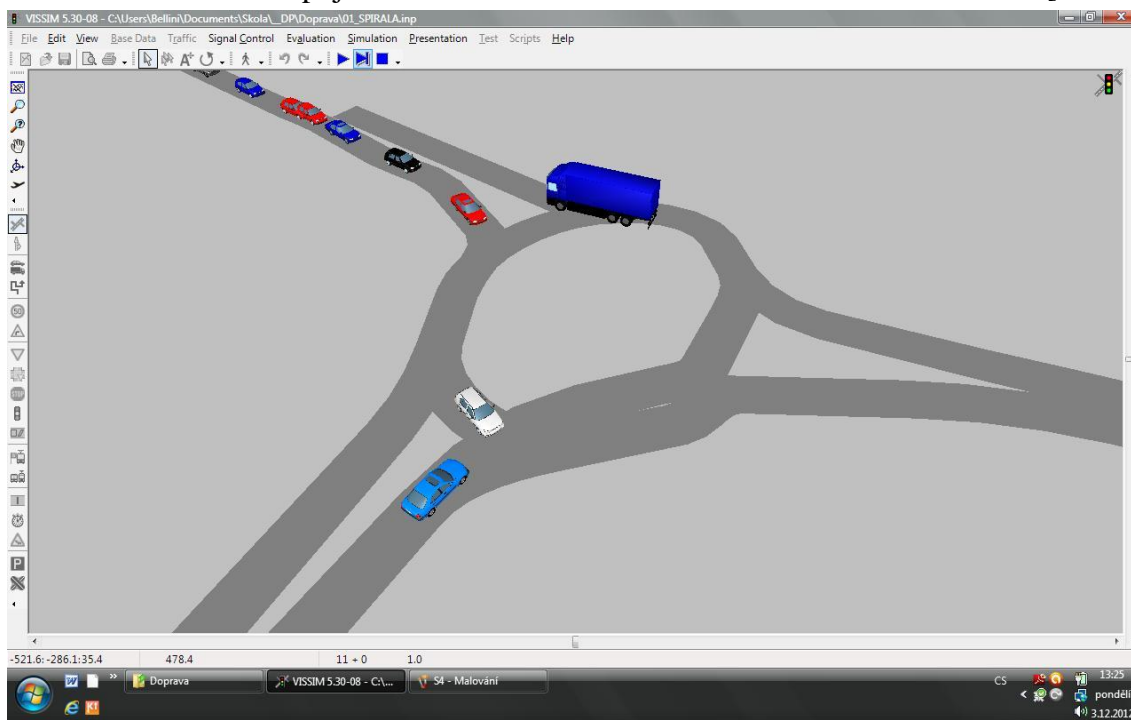 VISSIM 5.30-08 - C:\Users\Bellini\Documents\Skola\__DP\Doprava\01_SPIRALA.inp
File Edit View Base Data Traffic Signal Control Evaluation Simulation Presentation Test Scripts Help
-521.6: -286.1:35.4 478.4 11 + 0 1.0
Doprava VISSIM 5.30-08 - C:\... S4 - Malování CS 13:25
pondělí
3.12.2012